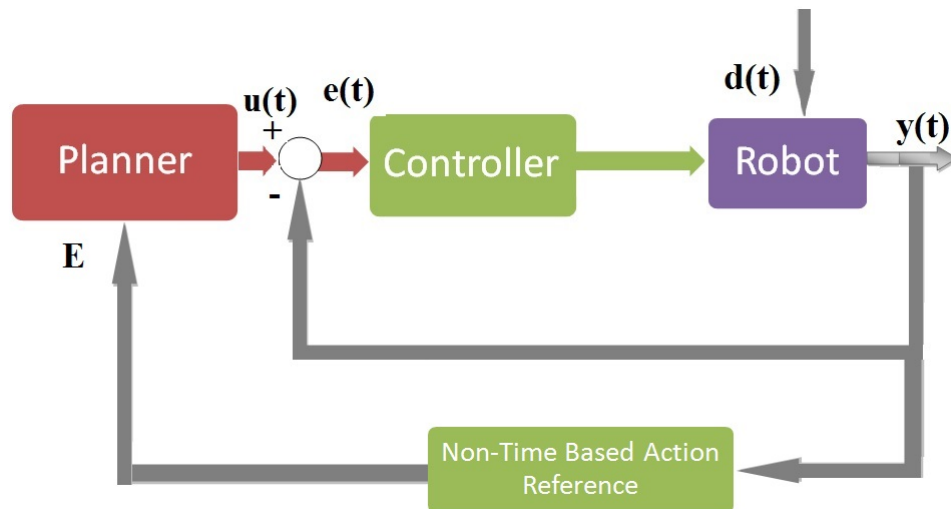 d(t)
u(t)
e(t)
y(t)
+
Planner
Controller
Robot
-
E
Non-Time Based Action
Reference